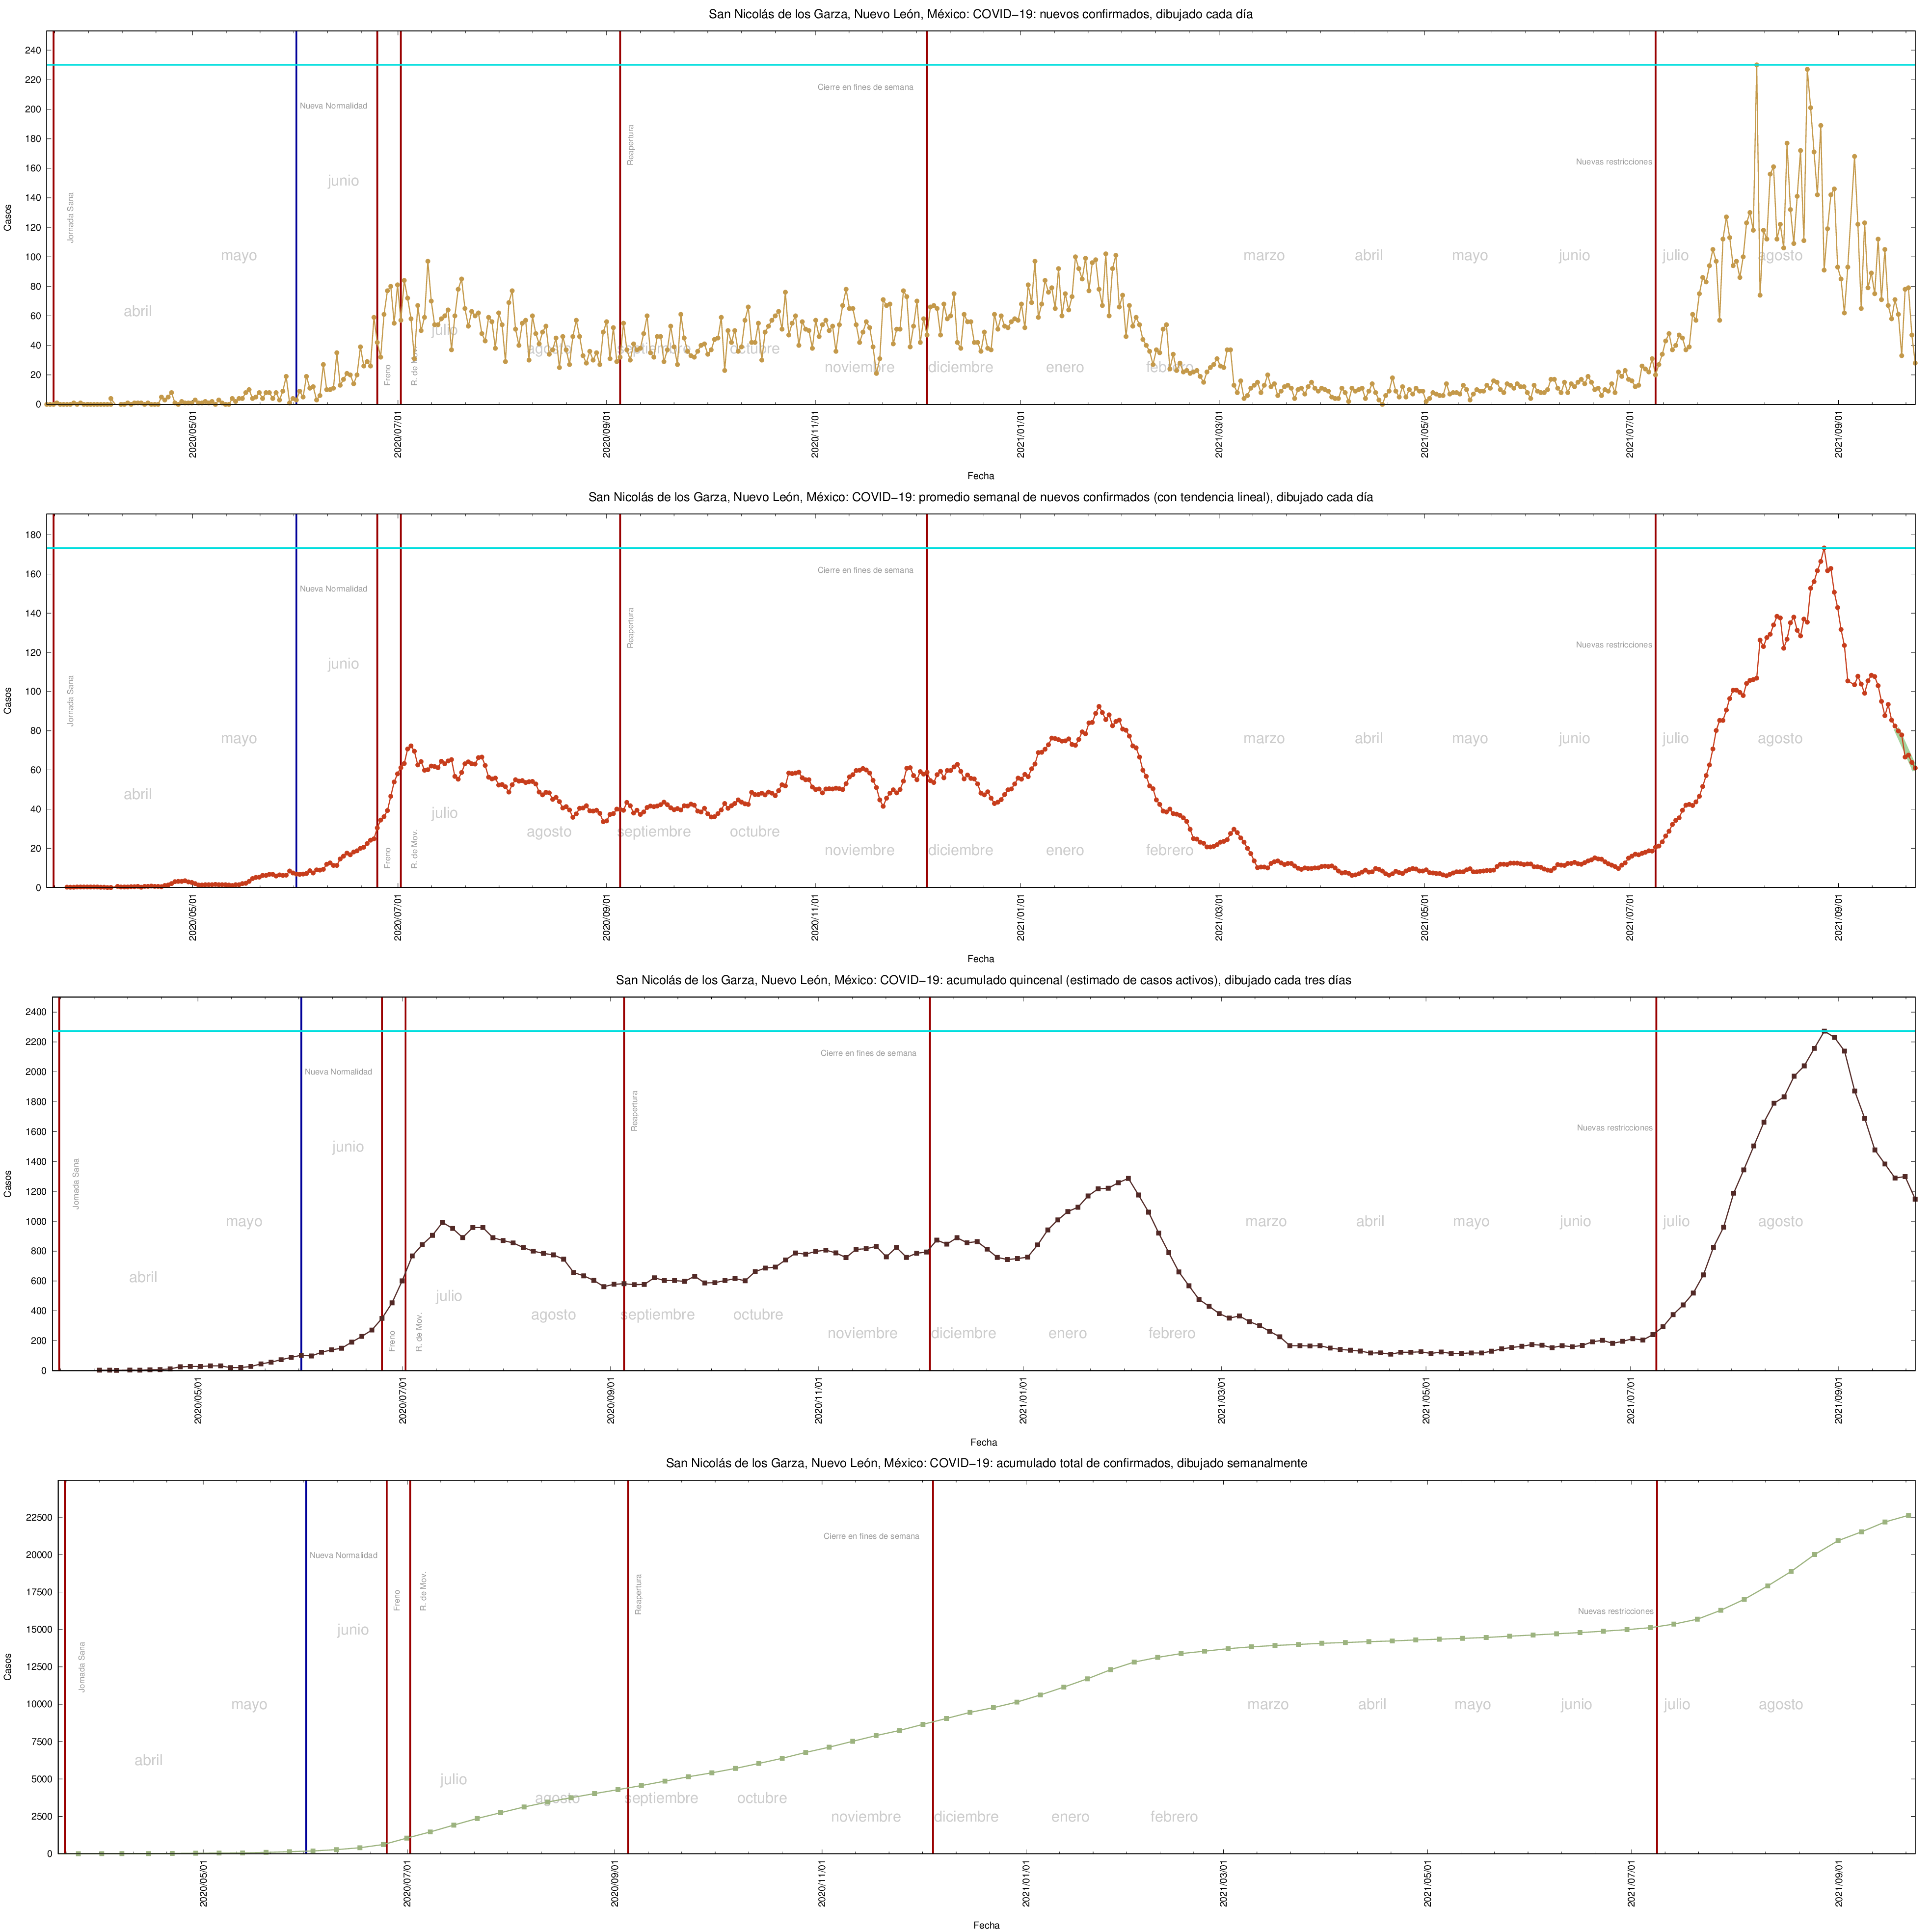 San Nicolás de los Garza, Nuevo León, México: COVID−19: nuevos confirmados, dibujado cada día
240
220
200
180
160
140
120
100
80
60
40
20
0
Casos
Jornada Sana
abril
mayo
Nueva Normalidad
junio
Freno
R. de Mov.
julio
agosto
Reapertura
septiembre
octubre
Cierre en fines de semana
noviembre
diciembre
enero
febrero
marzo
abril
mayo
junio
Nuevas restricciones
julio
agosto
2020/05/01
2020/07/01
2020/09/01
2020/11/01
2021/01/01
2021/03/01
2021/05/01
2021/07/01
2021/09/01
Fecha
San Nicolás de los Garza, Nuevo León, México: COVID−19: promedio semanal de nuevos confirmados (con tendencia lineal), dibujado cada día
180
160
140
120
100
80
60
40
20
0
Casos
Jornada Sana
abril
mayo
Nueva Normalidad
junio
Freno
R. de Mov.
julio
agosto
Reapertura
septiembre
octubre
Cierre en fines de semana
noviembre
diciembre
enero
febrero
marzo
abril
mayo
junio
Nuevas restricciones
julio
agosto
2020/05/01
2020/07/01
2020/09/01
2020/11/01
2021/01/01
2021/03/01
2021/05/01
2021/07/01
2021/09/01
Fecha
San Nicolás de los Garza, Nuevo León, México: COVID−19: acumulado quincenal (estimado de casos activos), dibujado cada tres días
2400
2200
2000
1800
1600
1400
1200
1000
800
600
400
200
0
Casos
Jornada Sana
abril
mayo
Nueva Normalidad
junio
Freno
R. de Mov.
julio
agosto
Reapertura
septiembre
octubre
Cierre en fines de semana
noviembre
diciembre
enero
febrero
marzo
abril
mayo
junio
Nuevas restricciones
julio
agosto
2020/05/01
2020/07/01
2020/09/01
2020/11/01
2021/01/01
2021/03/01
2021/05/01
2021/07/01
2021/09/01
Fecha
San Nicolás de los Garza, Nuevo León, México: COVID−19: acumulado total de confirmados, dibujado semanalmente
22500
20000
17500
15000
12500
10000
7500
5000
2500
0
Casos
Jornada Sana
abril
mayo
Nueva Normalidad
junio
Freno
R. de Mov.
julio
agosto
Reapertura
septiembre
octubre
Cierre en fines de semana
noviembre
diciembre
enero
febrero
marzo
abril
mayo
junio
Nuevas restricciones
julio
agosto
2020/05/01
2020/07/01
2020/09/01
2020/11/01
2021/01/01
2021/03/01
2021/05/01
2021/07/01
2021/09/01
Fecha